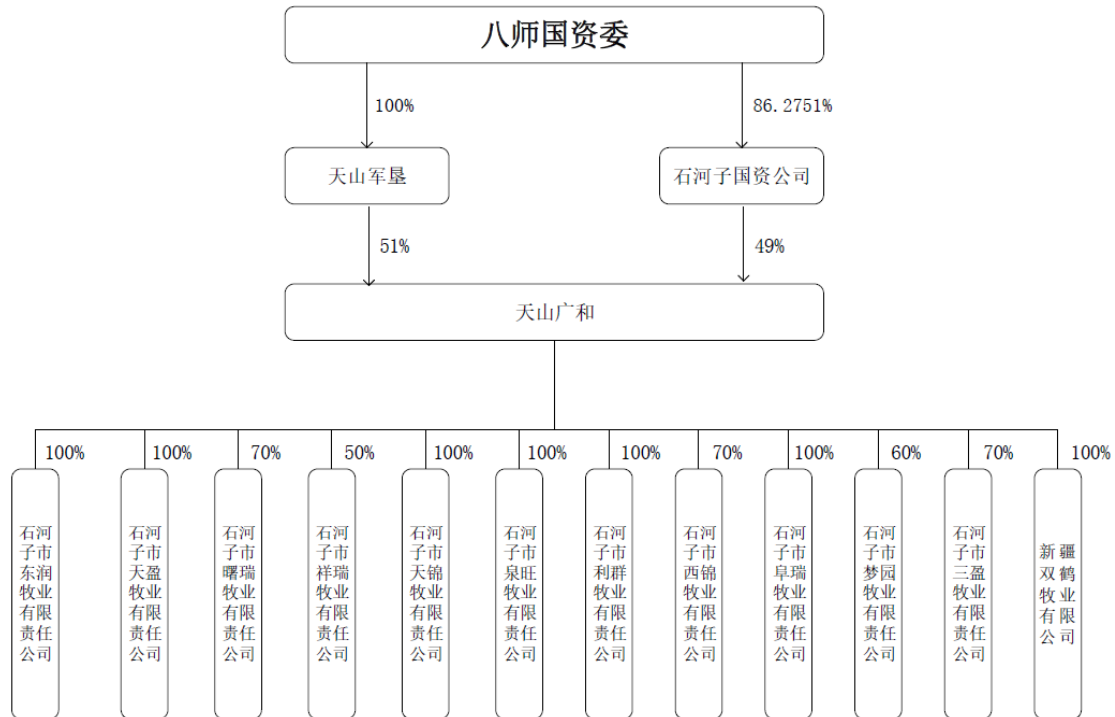 八师国资委
100%
86.2751%
天山军垦
石河子国资公司
51%
49%
天山广和
100%
100%
70%
50%
100%
100%
100%
70%
100%
60%
70%
100%
石河子市东润牧业有限责任公司
石河子市天盈牧业有限责任公司
石河子市曙瑞牧业有限责任公司
石河子市祥瑞牧业有限责任公司
石河子市天锦牧业有限责任公司
石河子市泉旺牧业有限责任公司
石河子市利群牧业有限责任公司
石河子市西锦牧业有限责任公司
石河子市阜瑞牧业有限责任公司
石河子市梦园牧业有限责任公司
石河子市三盈牧业有限责任公司
新疆双鹤牧业有限公司